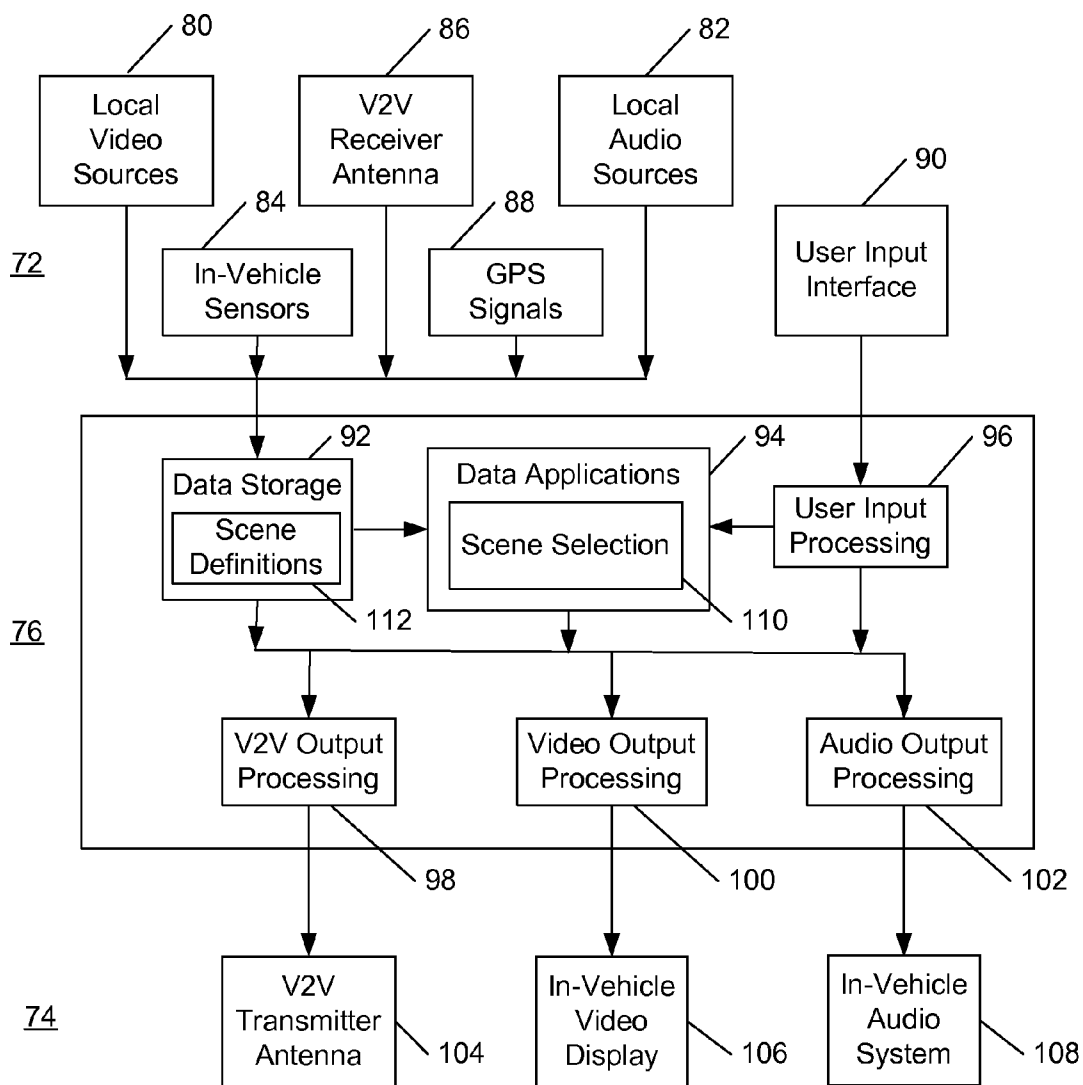 80
86
82
Local
Video
Sources
V2V
Receiver
Antenna
Local
Audio
Sources
84
88
90
72
In-Vehicle
Sensors
GPS
Signals
User Input
Interface
92
94
96
Data Storage
Scene
Definitions
Data Applications
Scene Selection
User Input
Processing
112
110
76
V2V Output
Processing
Video Output
Processing
Audio Output
Processing
98
100
102
74
V2V
Transmitter
Antenna
In-Vehicle
Video
Display
In-Vehicle
Audio
System
104
106
108